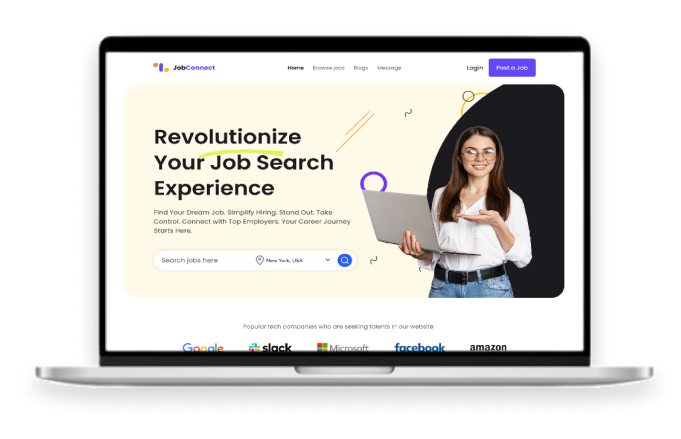 JobConnect
Home Browse jobs Blogs Message
Login Post a Job
Revolutionize
Your Job Search
Experience
Find Your Dream Job. Simplify Hiring. Stand Out. Take
Control. Connect with Top Employers. Your Career Journey
Starts Here.
Search jobs here New York, USA
Popular tech companies who are seeking talents in our website
Google slack Microsoft facebook amazon